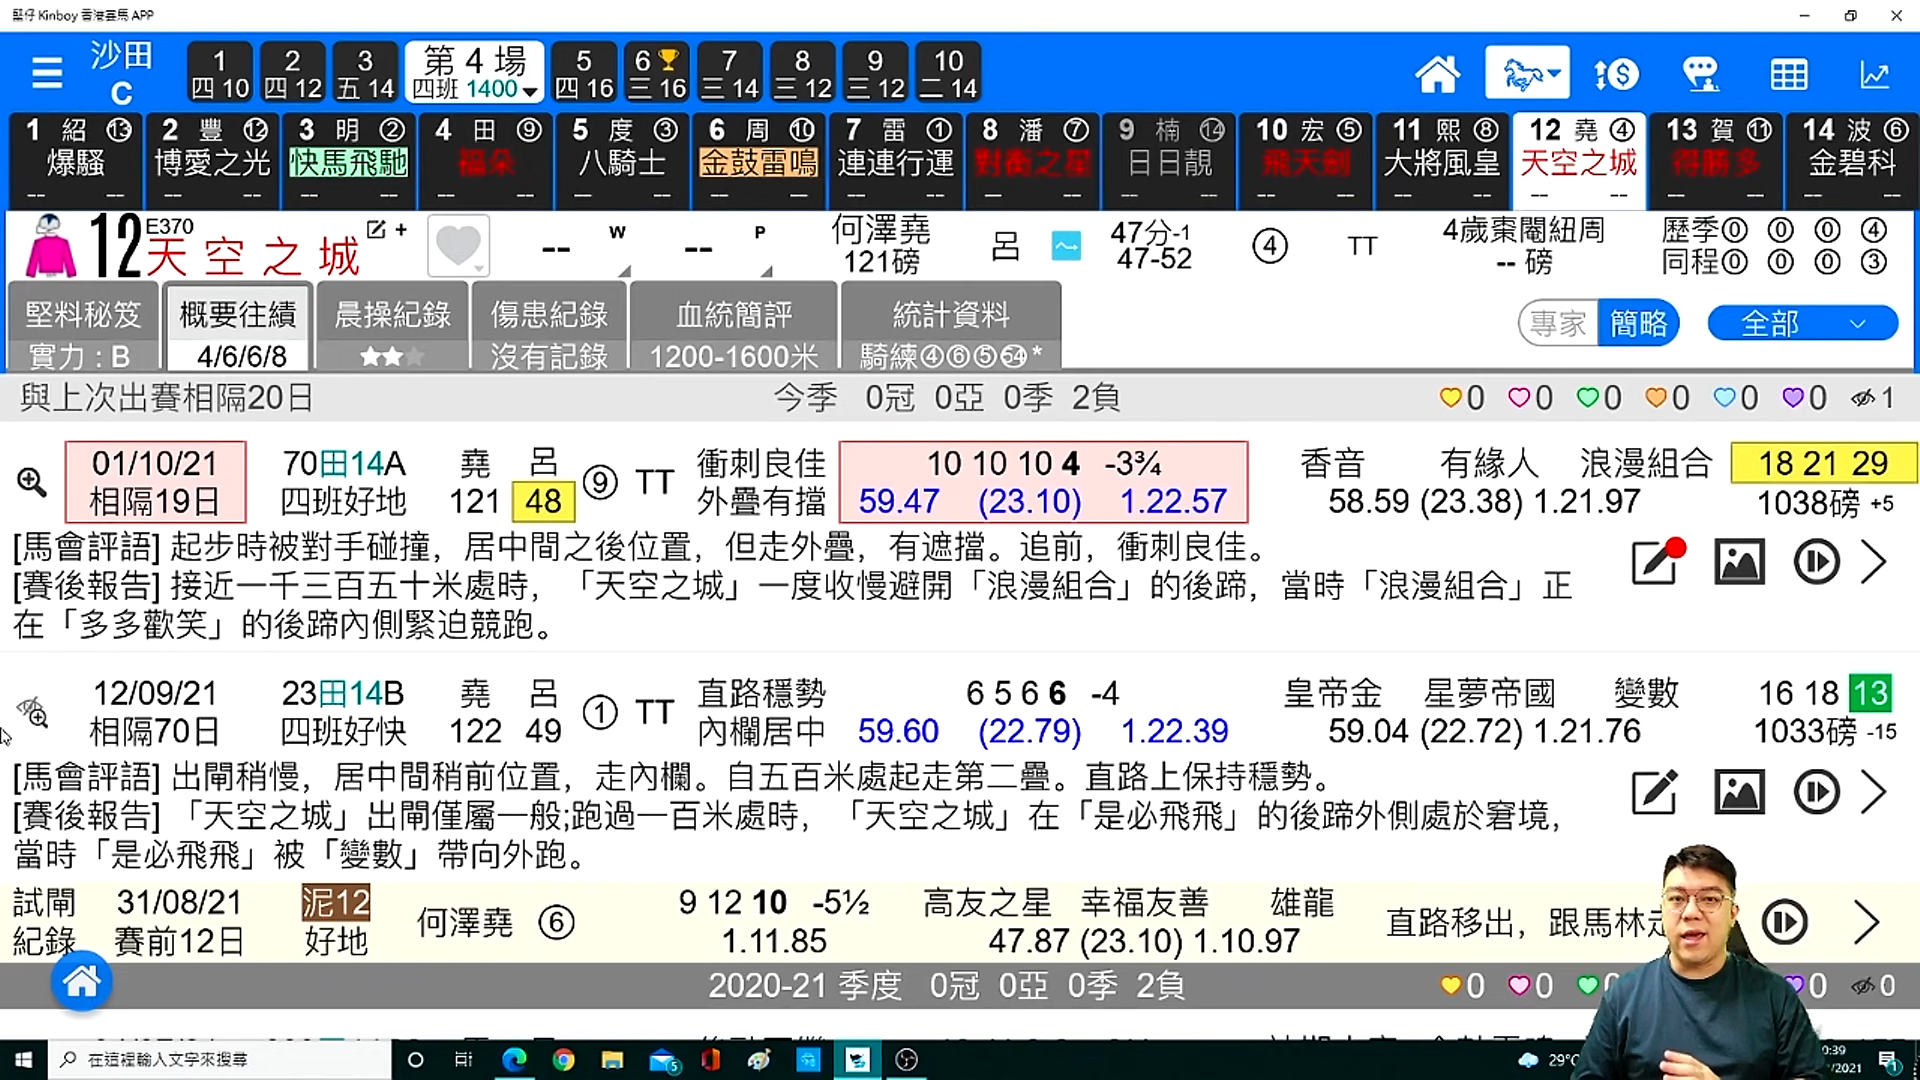 堅仔 Kinboy 香港賽馬 APP
沙田 C
1 四 10
2 四 12
3 五 14
第 4 場 四班 1400
5 四 16
6 三 16
7 三 14
8 三 12
9 三 12
10 二 14
1 紹 ⑬ 爆騷 -- --
2 豐 ⑫ 博愛之光 -- --
3 明 ② 快馬飛馳 -- --
4 田 ⑨ 福朵 -- --
5 度 ③ 八騎士 -- --
6 周 ⑩ 金鼓雷鳴 -- --
7 雷 ① 連連行運 -- --
8 潘 ⑦ 對衡之星 -- --
9 楠 ⑭ 日日靚 -- --
10 宏 ⑤ 飛天劍 -- --
11 熙 ⑧ 大將風皇 -- --
12 堯 ④ 天空之城 -- --
13 賀 ⑪ 得勝多 -- --
14 波 ⑥ 金碧科 -- --
12 E370 天空之城 + -- W -- P 何澤堯 121磅 呂 47分-1 47-52 ④ TT 4歲棗閹紐周 -- 磅
歷季⓪ ⓪ ⓪ ④
同程⓪ ⓪ ⓪ ③
堅料秘笈 實力 : B
概要往績 4/6/6/8
晨操紀錄 ★★★
傷患紀錄 沒有記錄
血統簡評 1200-1600米
統計資料 騎練④⑥⑤54 *
專家 簡略 全部
與上次出賽相隔20日 今季 0冠 0亞 0季 2負 0 0 0 0 0 0 1
01/10/21 70田14A 堯 呂 ⑨ TT 衝刺良佳 10 10 10 4 -3¾ 香音 有緣人 浪漫組合 18 21 29
相隔19日 四班好地 121 48 外疊有擋 59.47 (23.10) 1.22.57 58.59 (23.38) 1.21.97 1038磅 +5
[馬會評語] 起步時被對手碰撞，居中間之後位置，但走外疊，有遮擋。追前，衝刺良佳。
[賽後報告] 接近一千三百五十米處時，「天空之城」一度收慢避開「浪漫組合」的後蹄，當時「浪漫組合」正
在「多多歡笑」的後蹄內側緊迫競跑。
12/09/21 23田14B 堯 呂 ① TT 直路穩勢 6 5 6 6 -4 皇帝金 星夢帝國 變數 16 18 13
相隔70日 四班好快 122 49 內欄居中 59.60 (22.79) 1.22.39 59.04 (22.72) 1.21.76 1033磅 -15
[馬會評語] 出閘稍慢，居中間稍前位置，走內欄。自五百米處起走第二疊。直路上保持穩勢。
[賽後報告] 「天空之城」出閘僅屬一般;跑過一百米處時，「天空之城」在「是必飛飛」的後蹄外側處於窘境，
當時「是必飛飛」被「變數」帶向外跑。
試閘 31/08/21 泥12 何澤堯 ⑥ 9 12 10 -5½ 高友之星 幸福友善 雄龍 直路移出，跟馬林走
紀錄 賽前12日 好地 1.11.85 47.87 (23.10) 1.10.97
2020-21 季度 0冠 0亞 0季 2負 0 0 0 0
在這裡輸入文字來搜尋
5
29°C
1